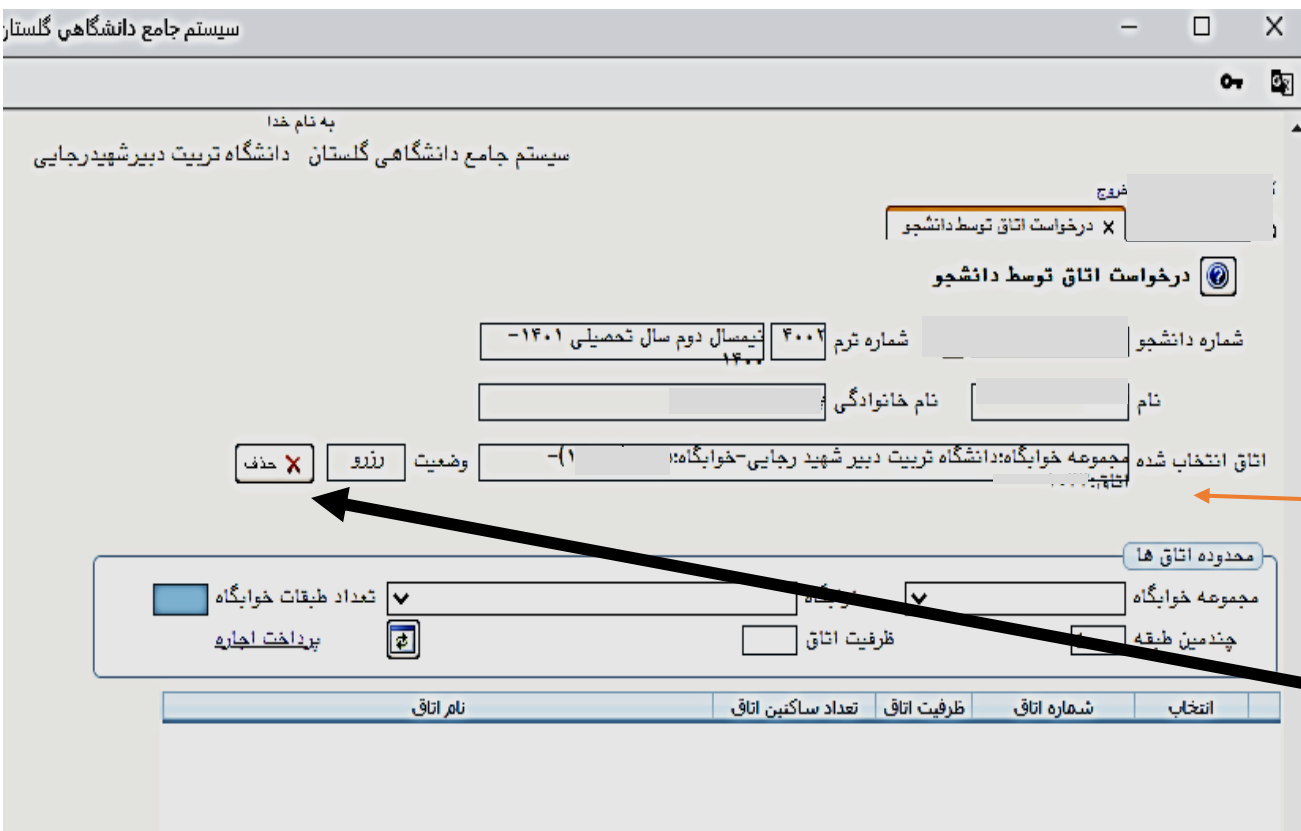 سیستم جامع دانشگاهی گلستان
به نام خدا
سیستم جامع دانشگاهی گلستان   دانشگاه تربیت دبیرشهیدرجایی
خروج
درخواست اتاق توسط دانشجو X
درخواست اتاق توسط دانشجو
شماره دانشجو شماره ترم ۴۰۰۲ نیمسال دوم سال تحصیلی ۱۴۰۱-
۱۴۰۰
نام نام خانوادگی
اتاق انتخاب شده مجموعه خوابگاه:دانشگاه تربیت دبیر شهید رجایی-خوابگاه:( ۱)- وضعیت رزرو حذف
اتاق:
محدوده اتاق ها
مجموعه خوابگاه خوابگاه تعداد طبقات خوابگاه
چندمین طبقه ظرفیت اتاق پرداخت اجاره
انتخاب شماره اتاق ظرفیت اتاق تعداد ساکنین اتاق نام اتاق